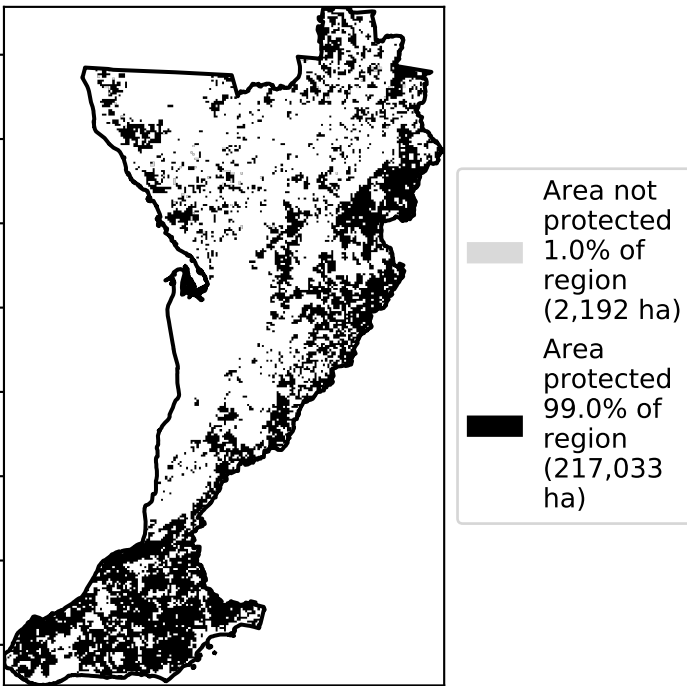 Area not
protected
1.0% of
region
(2,192 ha)
Area
protected
99.0% of
region
(217,033
ha)